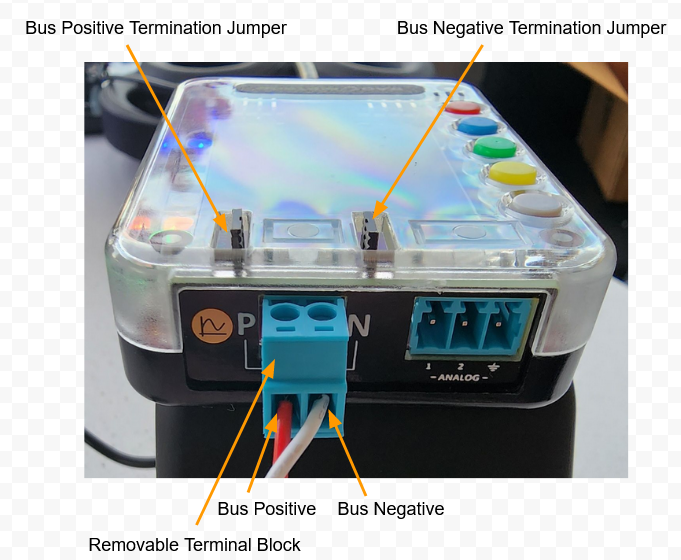 Bus Positive Termination Jumper
Bus Negative Termination Jumper
P N
1 2
ANALOG
Bus Positive
Bus Negative
Removable Terminal Block